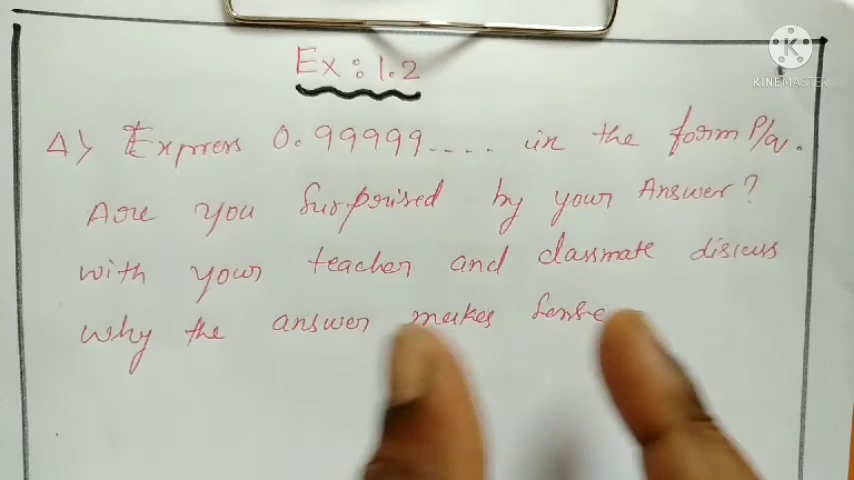 Ex: 1.2
KINEMASTER
4) Express 0.99999.... in the form P/q.
Are you Surprised by your Answer?
with your teacher and classmate discuss
why the answer makes Sense